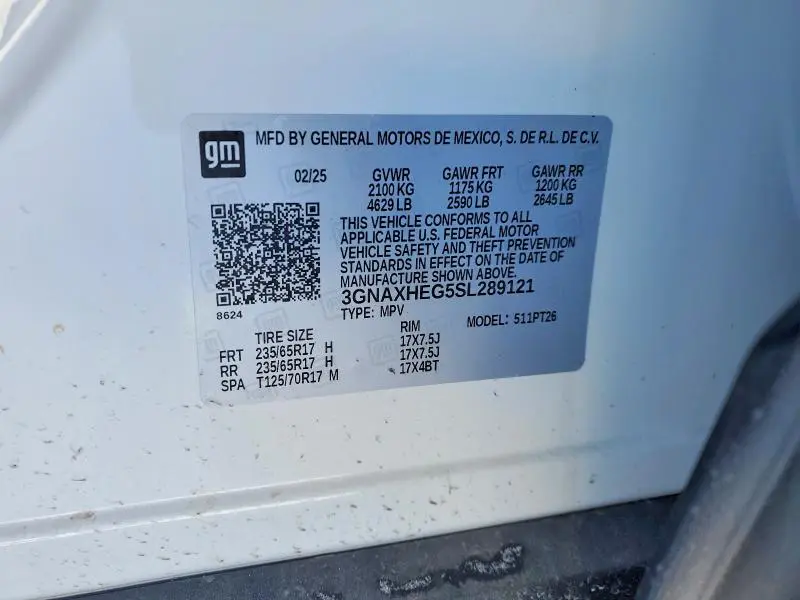 gm MFD BY GENERAL MOTORS DE MEXICO, S. DE R.L. DE C.V.
02/25 GVWR GAWR FRT GAWR RR
2100 KG 1175 KG 1200 KG
4629 LB 2590 LB 2645 LB
THIS VEHICLE CONFORMS TO ALL
APPLICABLE U.S. FEDERAL MOTOR
VEHICLE SAFETY AND THEFT PREVENTION
STANDARDS IN EFFECT ON THE DATE OF
MANUFACTURE SHOWN ABOVE.
3GNAXHEG5SL289121
8624 TYPE: MPV MODEL: 511PT26
TIRE SIZE RIM
FRT 235/65R17 H 17X7.5J
RR 235/65R17 H 17X7.5J
SPA T125/70R17 M 17X4BT